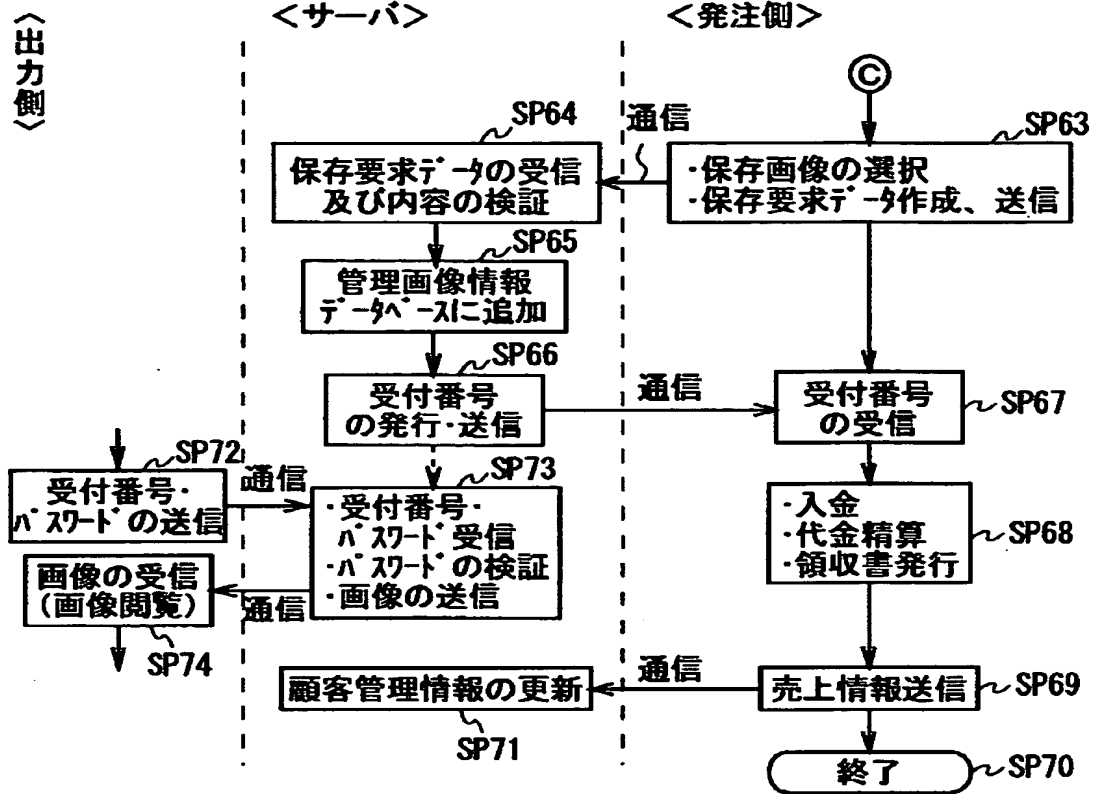 <出力側>
<サーバ>
<発注側>
C
SP63
・保存画像の選択
・保存要求ﾃﾞｰﾀ作成、送信
通信
SP64
保存要求ﾃﾞｰﾀの受信
及び内容の検証
SP65
管理画像情報
ﾃﾞｰﾀﾍﾞｰｽに追加
SP66
受付番号
の発行・送信
通信
受付番号
の受信
SP67
SP72
受付番号・
ﾊﾟｽﾜｰﾄﾞの送信
通信
SP73
・受付番号・
ﾊﾟｽﾜｰﾄﾞ受信
・ﾊﾟｽﾜｰﾄﾞの検証
・画像の送信
・入金
・代金精算
・領収書発行
SP68
画像の受信
(画像閲覧)
通信
SP74
顧客管理情報の更新
SP71
通信
売上情報送信
SP69
終了
SP70